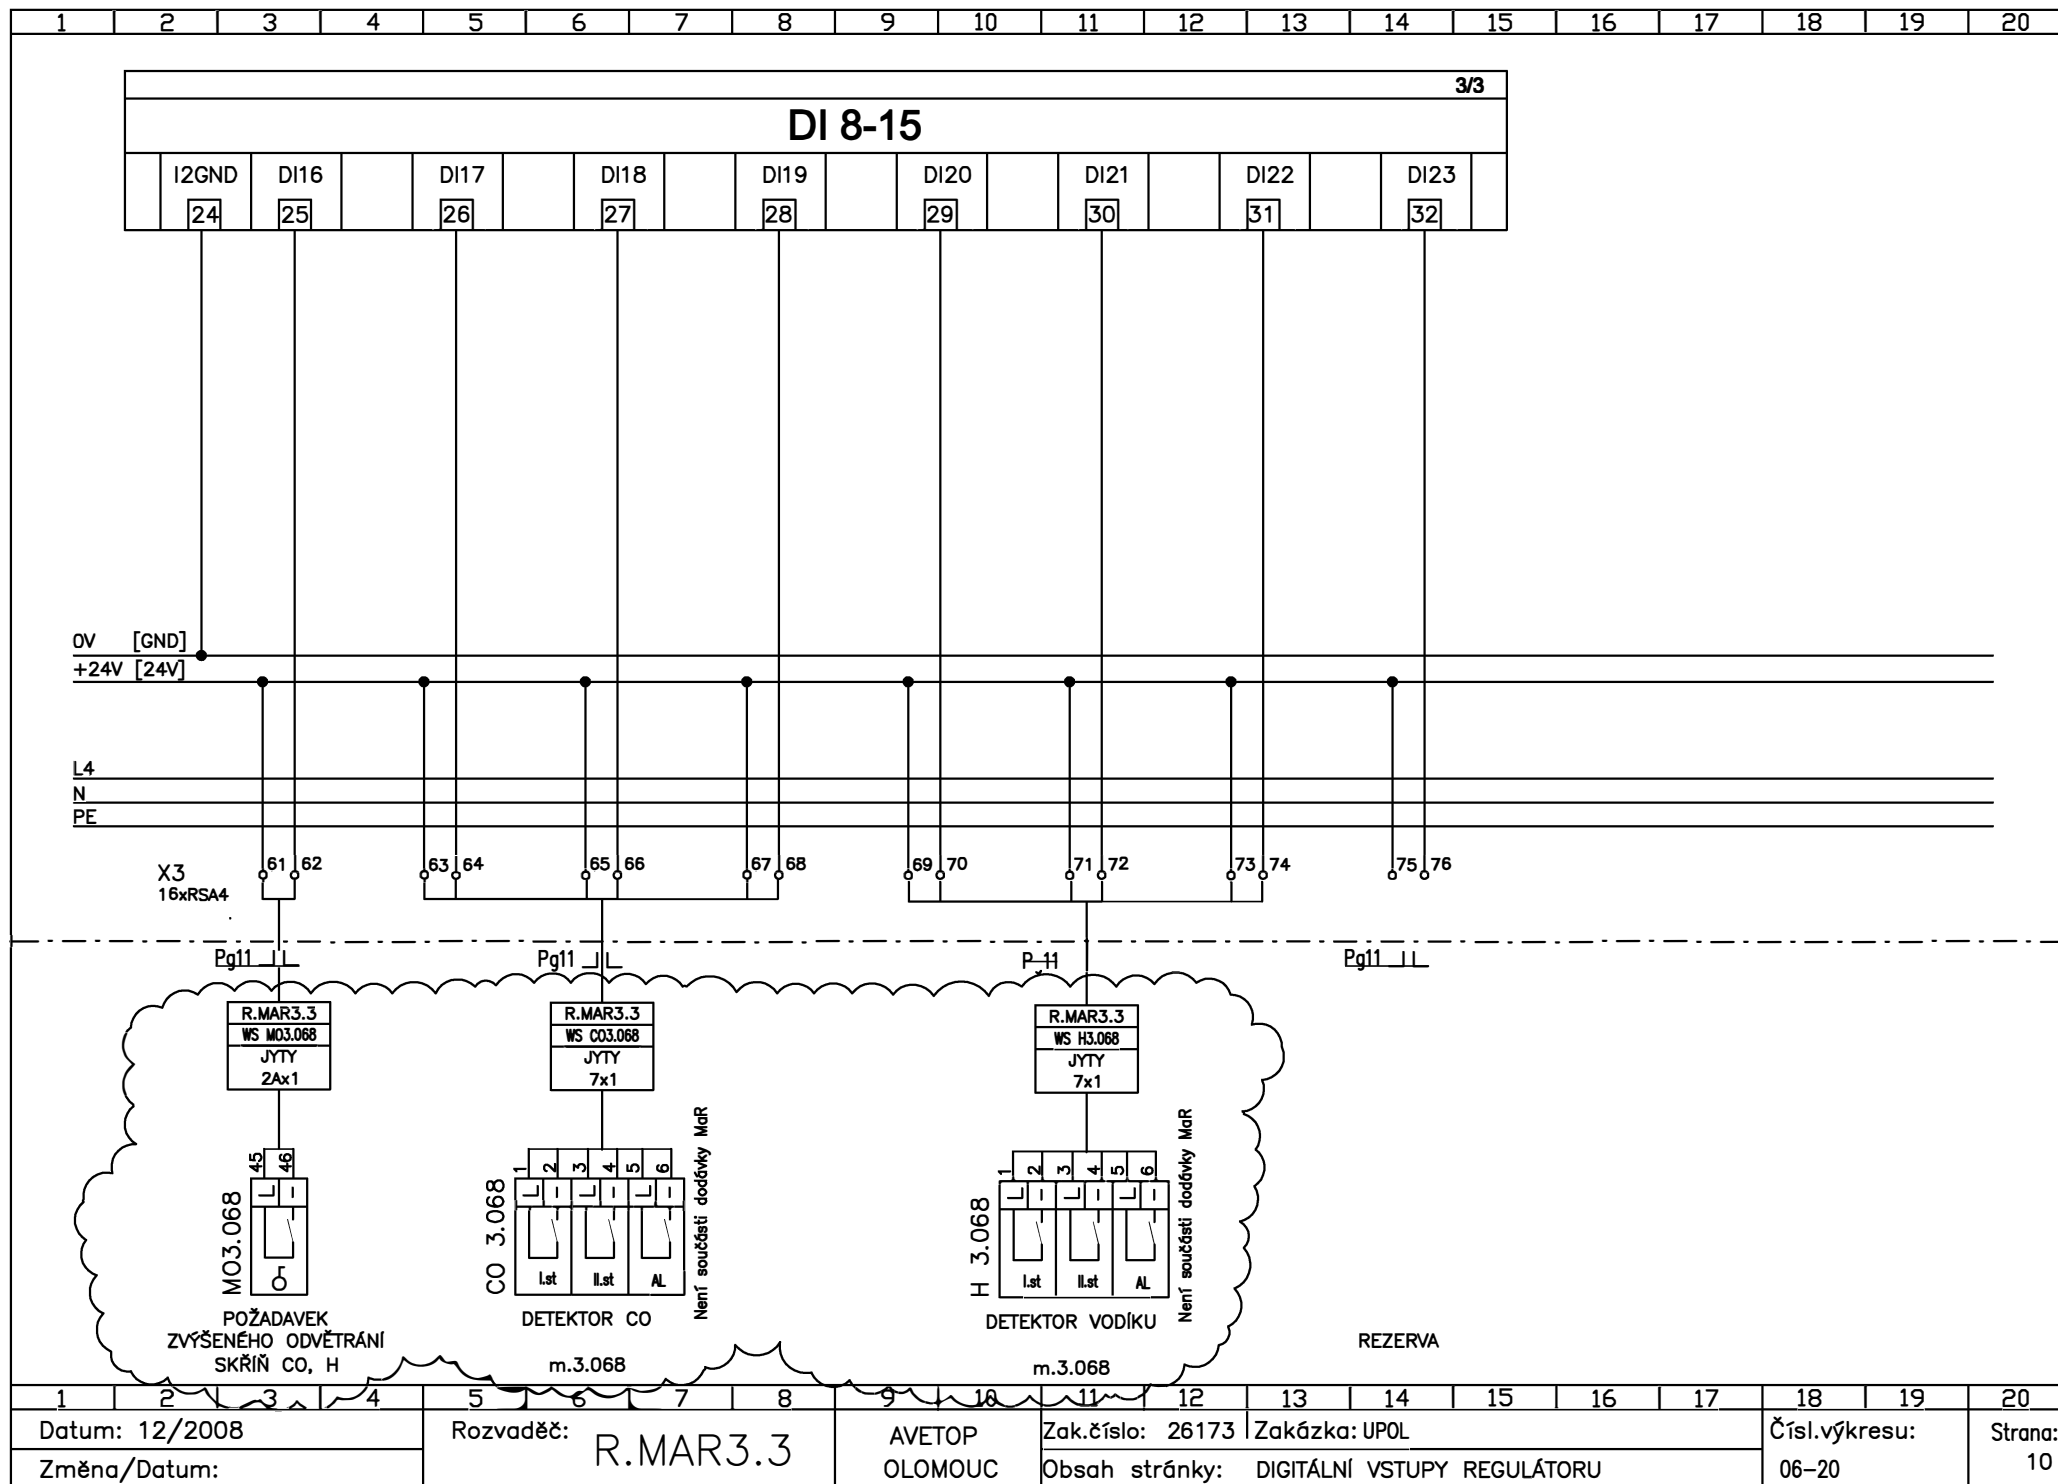 1 2 3 4 5 6 7 8 9 10 11 12 13 14 15 16 17 18 19 20
3/3
DI 8-15
I2GND DI16 DI17 DI18 DI19 DI20 DI21 DI22 DI23
24 25 26 27 28 29 30 31 32
0V [GND]
+24V [24V]
L4
N
PE
X3 61 62 63 64 65 66 67 68 69 70 71 72 73 74 75 76
16xRSA4
Pg11 Pg11 P 11 Pg11
R.MAR3.3 R.MAR3.3 R.MAR3.3
WS MO3.068 WS CO3.068 WS H3.068
JYTY JYTY JYTY
2Ax1 7x1 7x1
45 46 1 2 3 4 5 6 1 2 3 4 5 6
MO3.068
CO 3.068
Není součásti dodávky MaR
H 3.068
Není součásti dodávky MaR
I.st II.st AL I.st II.st AL
POŽADAVEK
ZVÝŠENÉHO ODVĚTRÁNÍ
SKŘÍŇ CO, H
DETEKTOR CO
m.3.068
DETEKTOR VODÍKU
m.3.068
REZERVA
1 2 3 4 5 6 7 8 9 10 11 12 13 14 15 16 17 18 19 20
Datum: 12/2008
Změna/Datum:
Rozvaděč: R.MAR3.3
AVETOP
OLOMOUC
Zak.číslo: 26173 Zakázka: UPOL
Obsah stránky: DIGITÁLNÍ VSTUPY REGULÁTORU
Čísl.výkresu:
06-20
Strana:
10